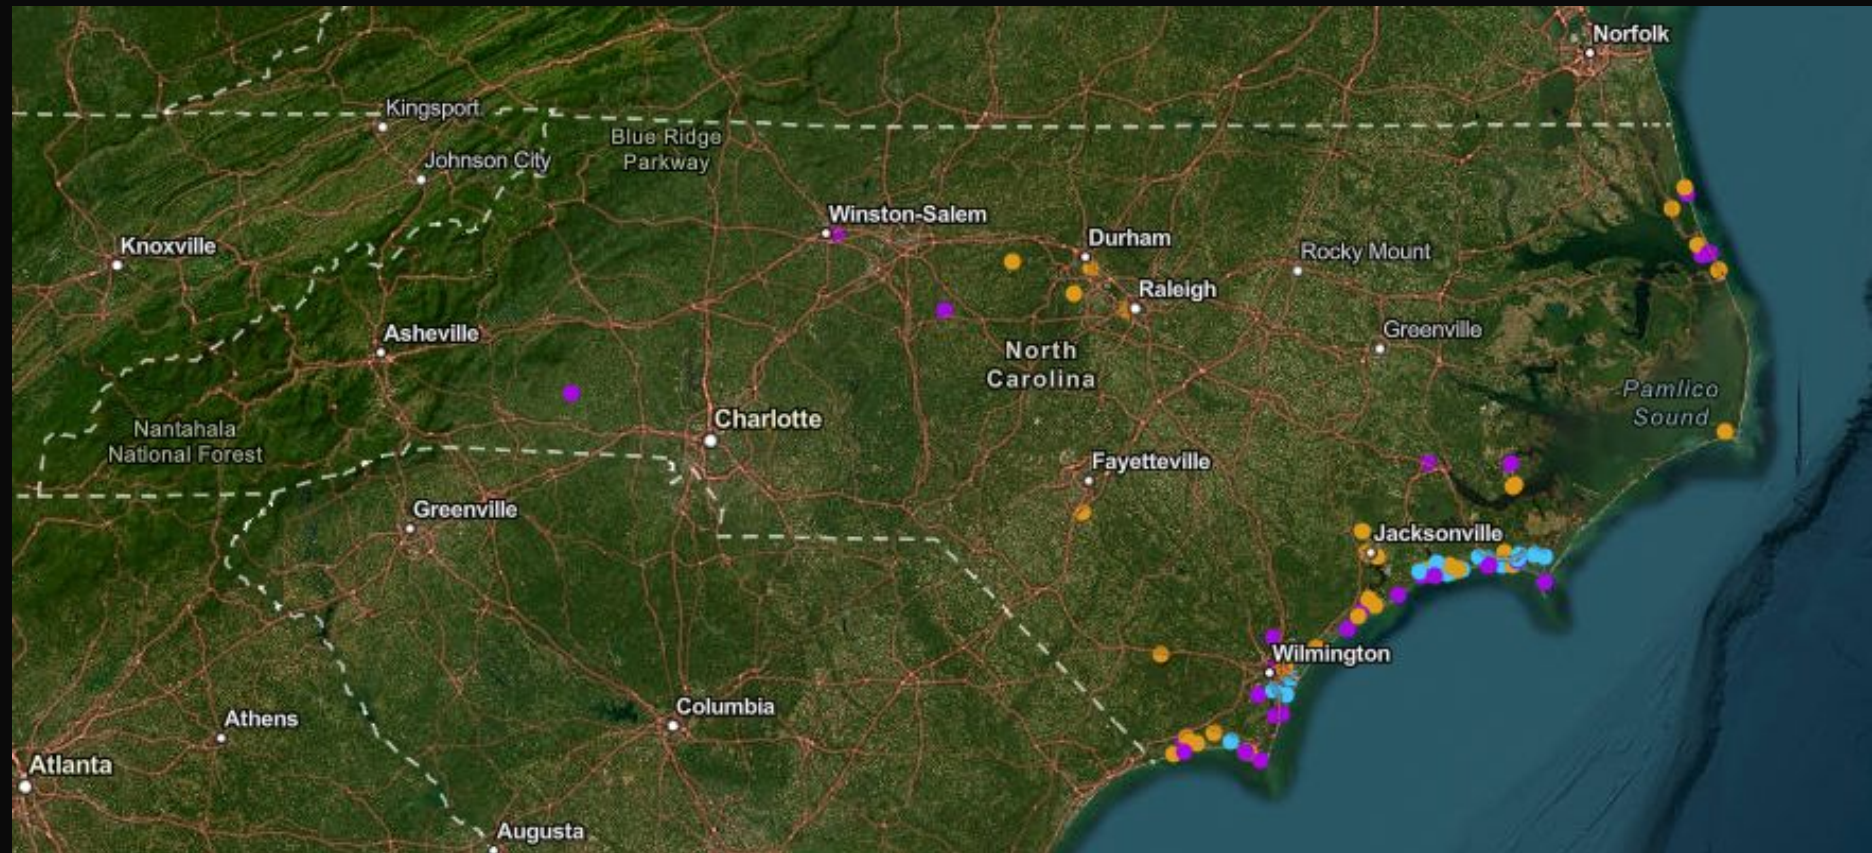 Norfolk
Kingsport
Blue Ridge
Parkway
Johnson City
Winston-Salem
Durham
Knoxville
Rocky Mount
Raleigh
Asheville
Greenville
North
Carolina
Pamlico
Sound
Charlotte
Nantahala
National Forest
Fayetteville
Greenville
Jacksonville
Wilmington
Columbia
Athens
Atlanta
Augusta